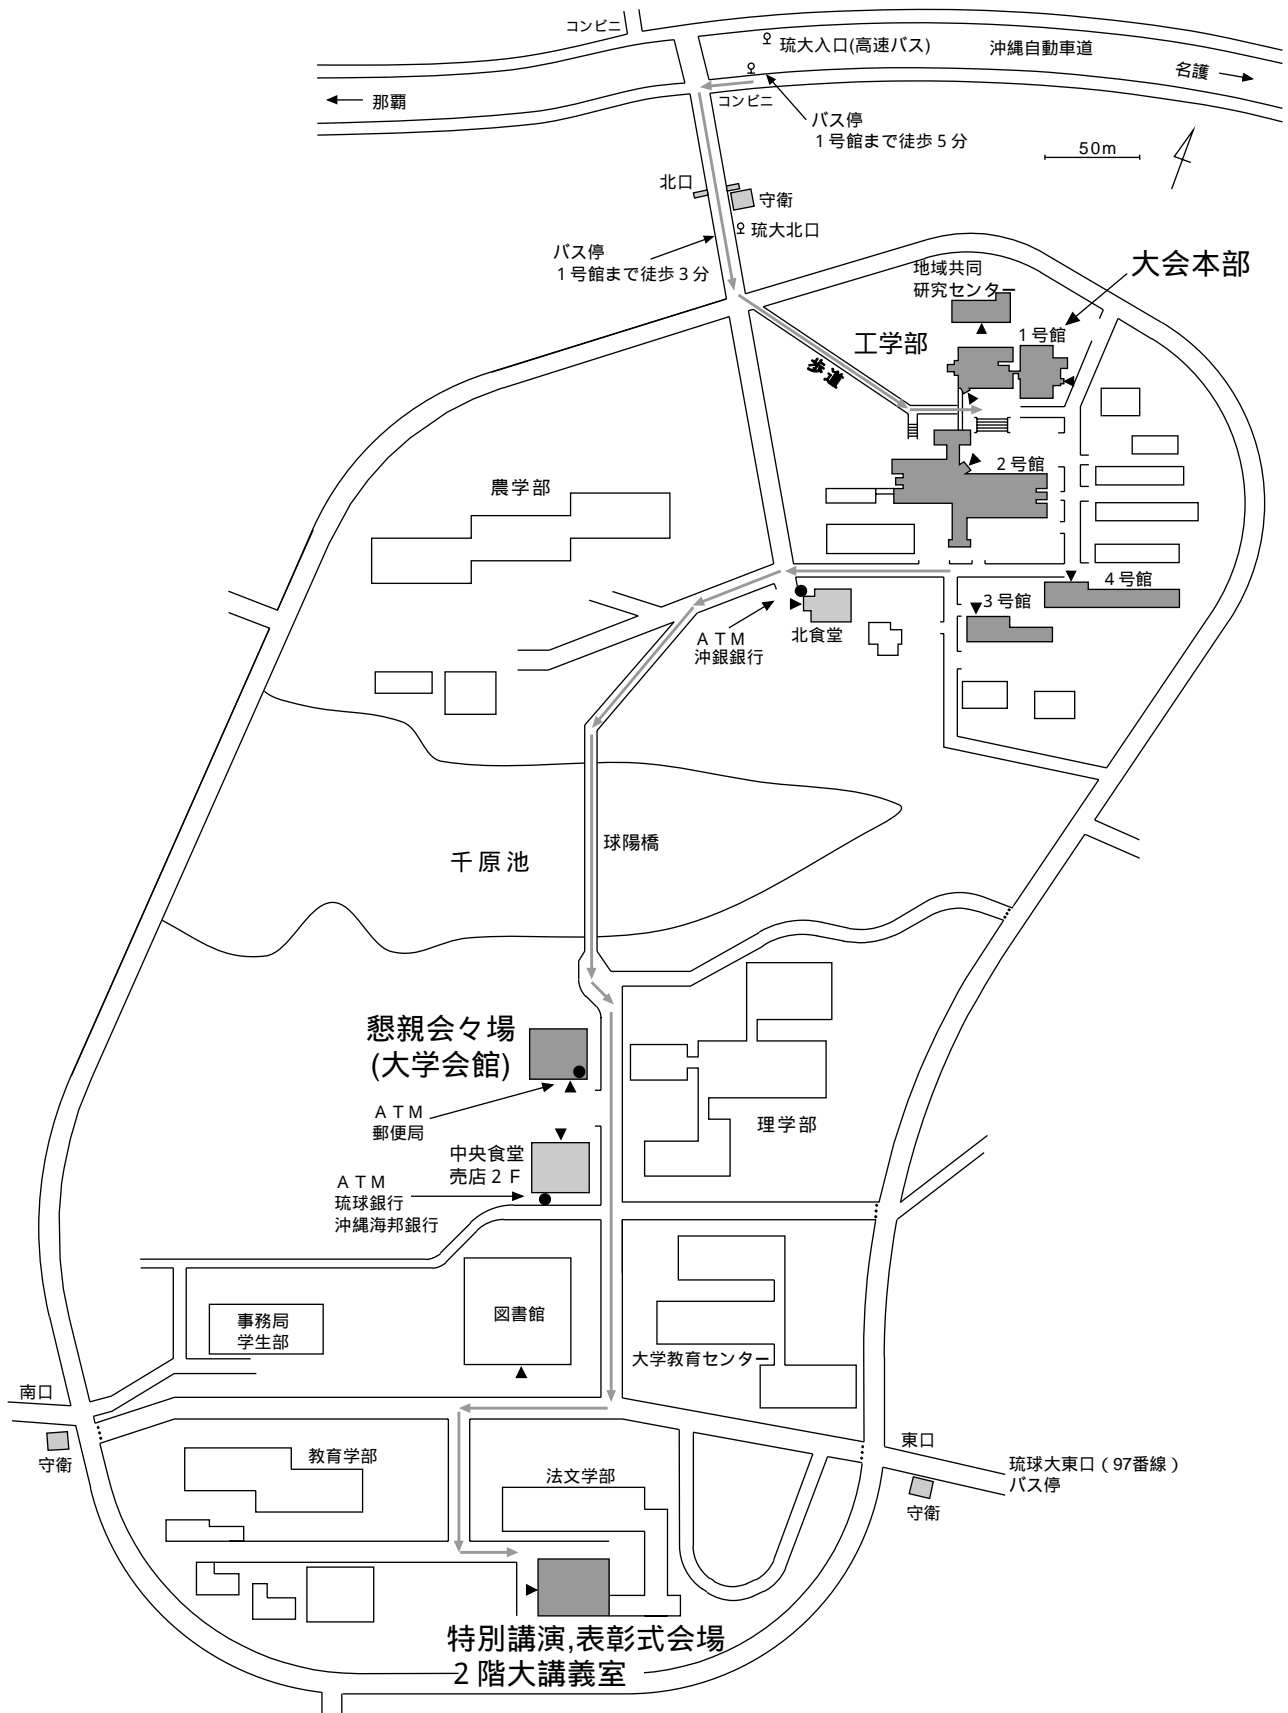 コンビニ
琉大入口(高速バス)
沖縄自動車道
名護
那覇
コンビニ
バス停
1号館まで徒歩5分
50m
北口
守衛
琉大北口
バス停
1号館まで徒歩3分
大会本部
地域共同
研究センター
1号館
工学部
歩道
2号館
農学部
4号館
3号館
ATM
沖銀銀行
北食堂
球陽橋
千原池
懇親会々場
(大学会館)
ATM
郵便局
理学部
中央食堂
売店2F
ATM
琉球銀行
沖縄海邦銀行
図書館
事務局
学生部
大学教育センター
南口
守衛
東口
琉球大東口(97番線)
バス停
守衛
教育学部
法文学部
特別講演,表彰式会場
2階大講義室